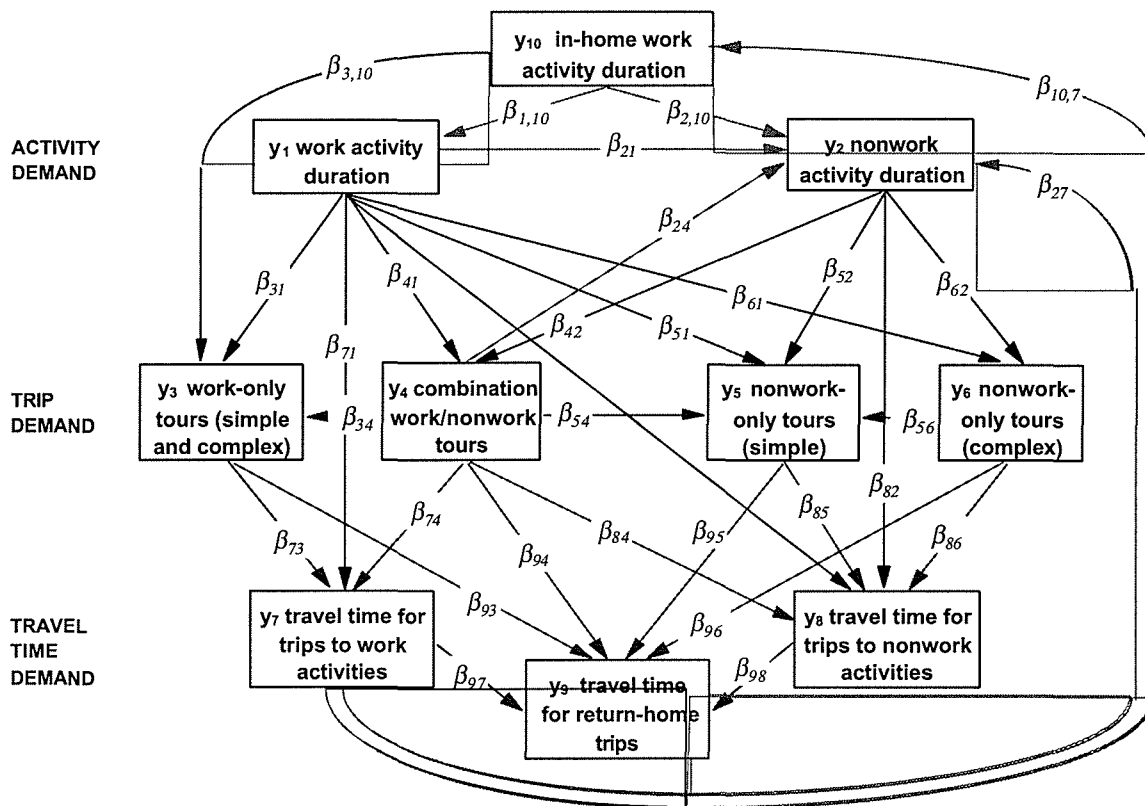 y10 in-home work
activity duration
β3,10
β10,7
β1,10
β2,10
ACTIVITY
DEMAND
y1 work activity
duration
β21
y2 nonwork
activity duration
β27
β24
β31
β41
β52
β62
β61
β42
β51
β71
TRIP
DEMAND
y3 work-only
tours (simple
and complex)
β34
y4 combination
work/nonwork
tours
β54
y5 nonwork-
only tours
(simple)
β56
y6 nonwork-
only tours
(complex)
β82
β73
β74
β94
β84
β95
β85
β86
β93
β96
TRAVEL
TIME
DEMAND
y7 travel time for
trips to work
activities
β97
y9 travel time
for return-home
trips
β98
y8 travel time for
trips to nonwork
activities